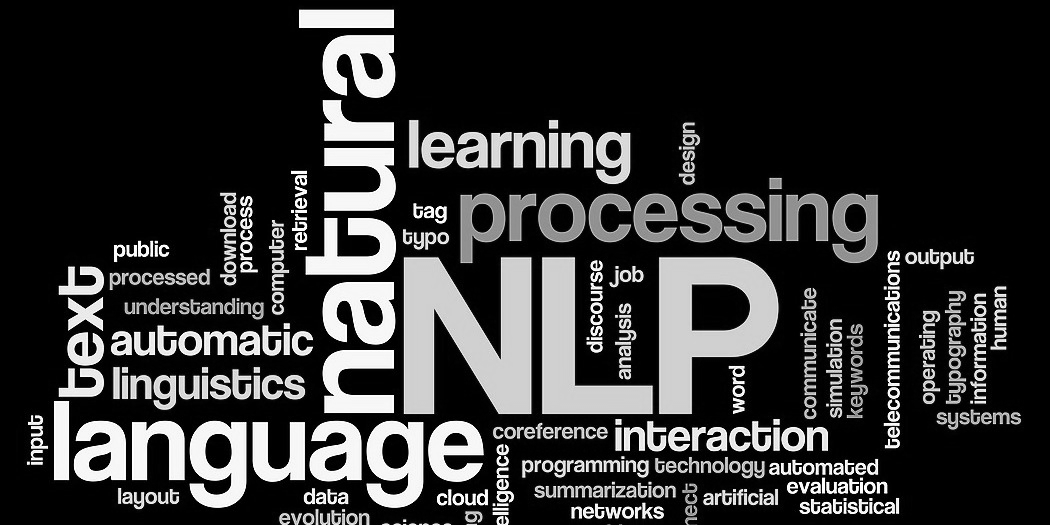 natural
learning
design
processing
tag
typo
retrieval
download
process
computer
public
processed
understanding
text
automatic
linguistics
NLP
discourse
job
analysis
word
communicate
simulation
keywords
telecommunications
output
operating
typography
information
human
systems
input
language
coreference
interaction
programming
technology
automated
summarization
artificial
evaluation
statistical
networks
layout
data
cloud
evolution